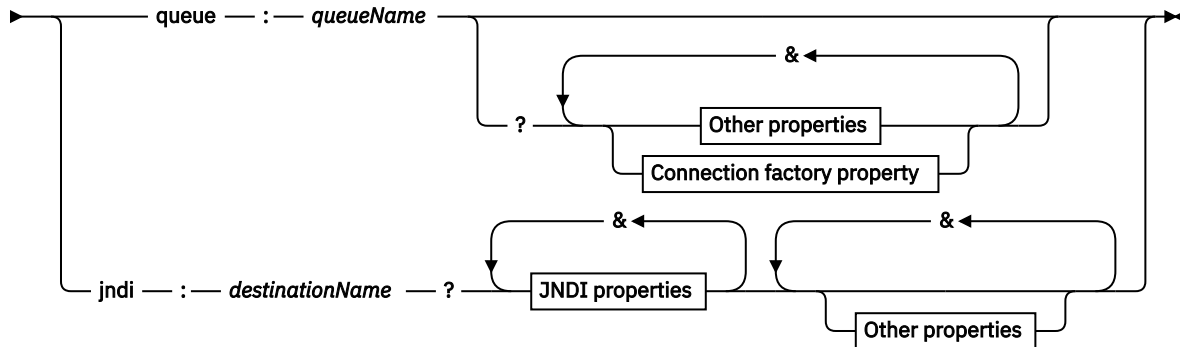 queue : queueName
&
? Other properties
Connection factory property
& &
jndi : destinationName ? JNDI properties
Other properties